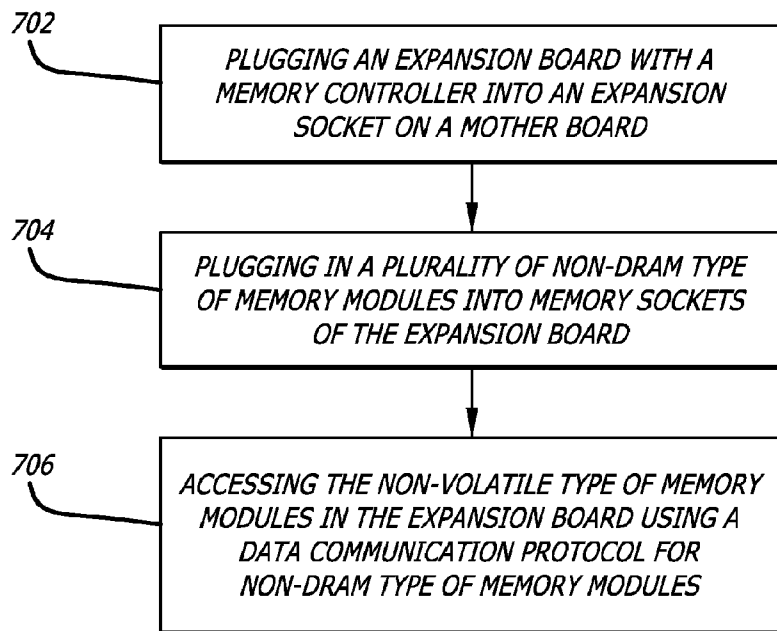 702
PLUGGING AN EXPANSION BOARD WITH A
MEMORY CONTROLLER INTO AN EXPANSION
SOCKET ON A MOTHER BOARD
704
PLUGGING IN A PLURALITY OF NON-DRAM TYPE
OF MEMORY MODULES INTO MEMORY SOCKETS
OF THE EXPANSION BOARD
706
ACCESSING THE NON-VOLATILE TYPE OF MEMORY
MODULES IN THE EXPANSION BOARD USING A
DATA COMMUNICATION PROTOCOL FOR
NON-DRAM TYPE OF MEMORY MODULES